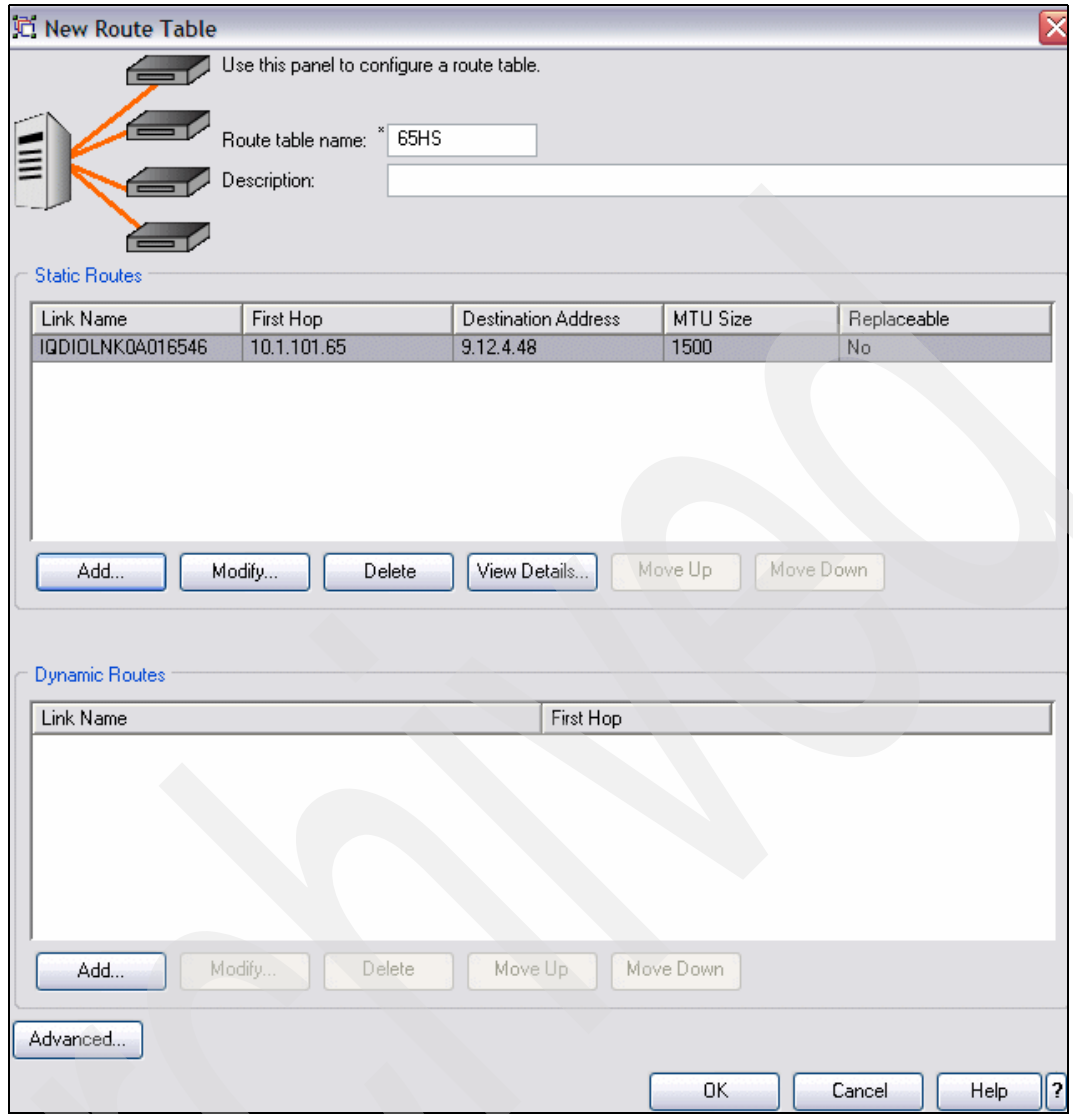 New Route Table
Use this panel to configure a route table.
Route table name: * 65HS
Description:
Static Routes
Link Name First Hop Destination Address MTU Size Replaceable
IQDIOLNK0A016546 10.1.101.65 9.12.4.48 1500 No
Add... Modify... Delete View Details... Move Up Move Down
Dynamic Routes
Link Name First Hop
Add... Modify... Delete Move Up Move Down
Advanced...
OK Cancel Help ?